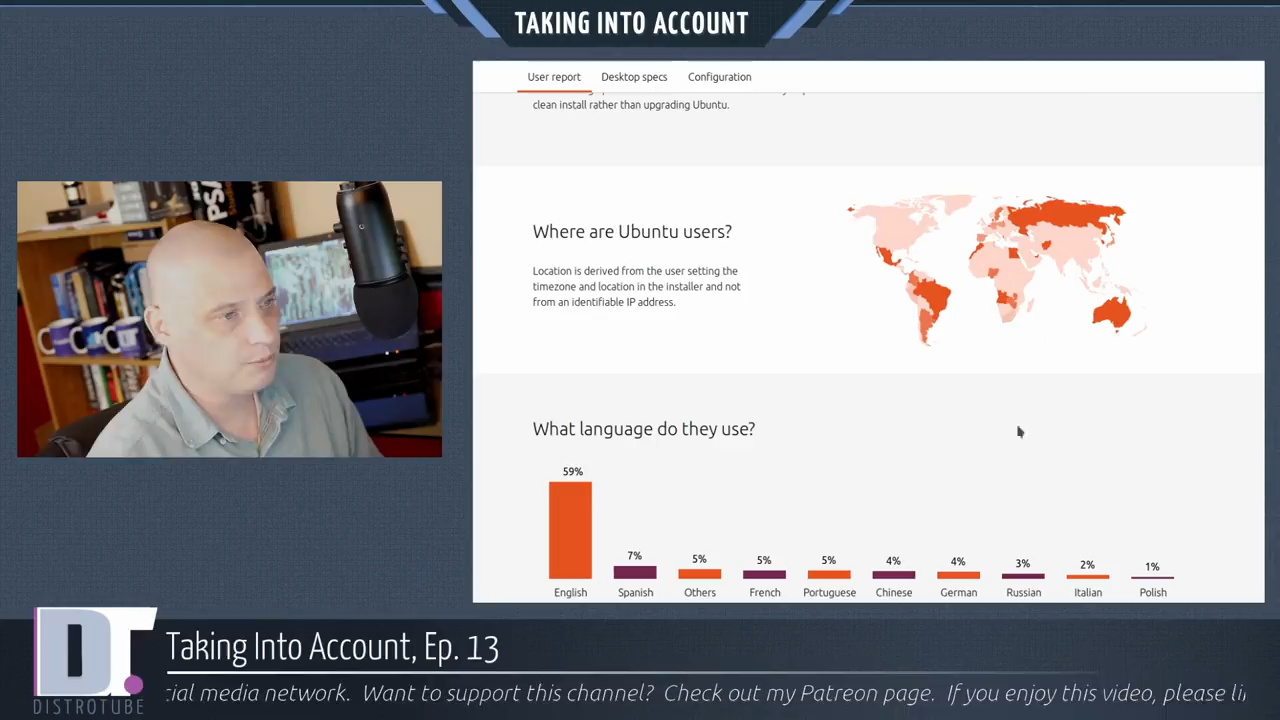 TAKING INTO ACCOUNT
User report Desktop specs Configuration
clean install rather than upgrading Ubuntu.
Where are Ubuntu users?
Location is derived from the user setting the
timezone and location in the installer and not
from an identifiable IP address.
What language do they use?
59%
7% 5% 5% 5% 4% 4% 3% 2% 1%
English Spanish Others French Portuguese Chinese German Russian Italian Polish
DT
DISTROTUBE
Taking Into Account, Ep. 13
cial media network. Want to support this channel? Check out my Patreon page. If you enjoy this video, please li